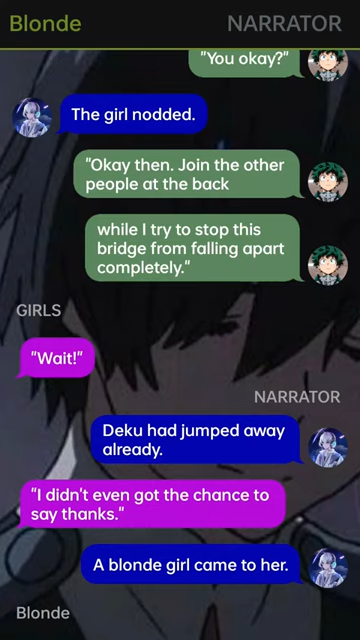 Blonde
NARRATOR
"You okay?"
The girl nodded.
"Okay then. Join the other
people at the back
while I try to stop this
bridge from falling apart
completely."
GIRLS
"Wait!"
NARRATOR
Deku had jumped away
already.
"I didn't even got the chance to
say thanks."
A blonde girl came to her.
Blonde